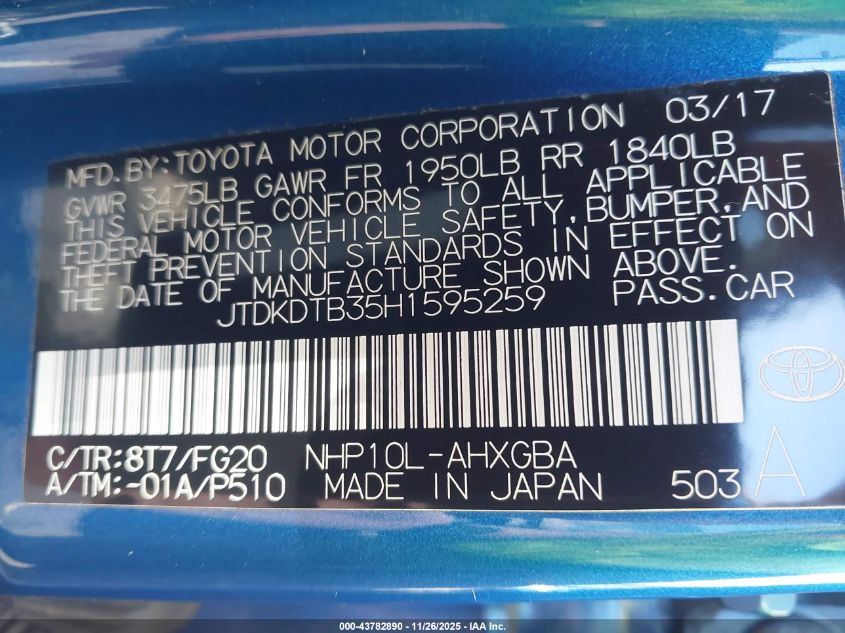 MFD. BY: TOYOTA MOTOR CORPORATION 03/17
GVWR 3475LB GAWR FR 1950LB RR 1840LB
THIS VEHICLE CONFORMS TO ALL APPLICABLE
FEDERAL MOTOR VEHICLE SAFETY, BUMPER, AND
THEFT PREVENTION STANDARDS IN EFFECT ON
THE DATE OF MANUFACTURE SHOWN ABOVE.
JTDKDTB35H1595259 PASS. CAR
C/TR: 8T7/FG20 NHP10L-AHXGBA
A/TM: -01A/P510 MADE IN JAPAN 503 A
000-43782890 - 11/26/2025 - IAA Inc.